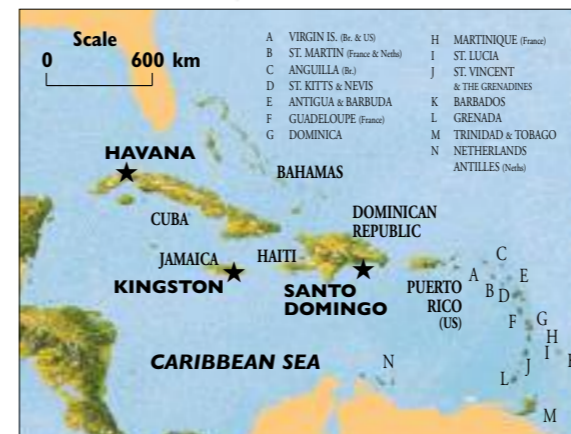 Scale
0 600 km
A VIRGIN IS. (Br. & US)
B ST. MARTIN (France & Neths)
C ANGUILLA (Br.)
D ST. KITTS & NEVIS
E ANTIGUA & BARBUDA
F GUADELOUPE (France)
G DOMINICA
H MARTINIQUE (France)
I ST. LUCIA
J ST. VINCENT
& THE GRENADINES
K BARBADOS
L GRENADA
M TRINIDAD & TOBAGO
N NETHERLANDS
ANTILLES (Neths)
HAVANA
BAHAMAS
CUBA
DOMINICAN
REPUBLIC
JAMAICA
HAITI
KINGSTON
SANTO
DOMINGO
PUERTO
RICO
(US)
C
A
E
B
D
F
G
H
I
CARIBBEAN SEA
N
J
L
M